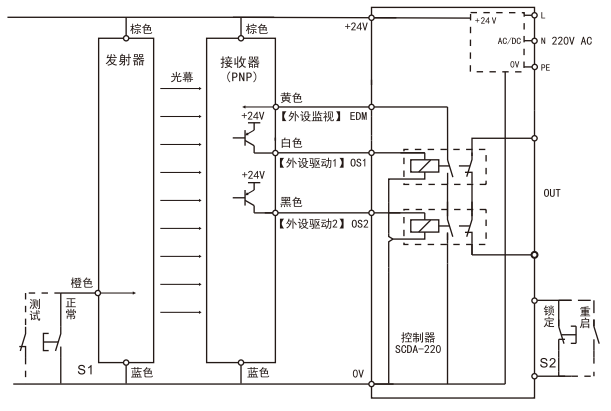 +24V
+24V
L
AC/DC
N 220V AC
0V
PE
棕色
棕色
发射器
光幕
接收器
(PNP)
黄色
【外设监视】 EDM
+24V
白色
【外设驱动1】 OS1
+24V
黑色
【外设驱动2】 OS2
OUT
橙色
测试
正常
S1
蓝色
蓝色
控制器
SCDA-220
0V
锁定
重启
S2